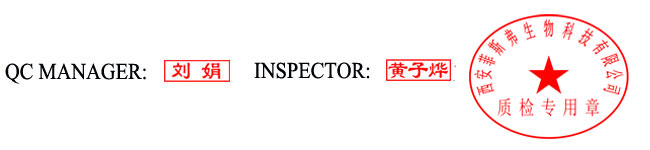 QC MANAGER: 刘 娟 INSPECTOR: 黄子烨
西安菲斯弗生物科技有限公司
质检专用章